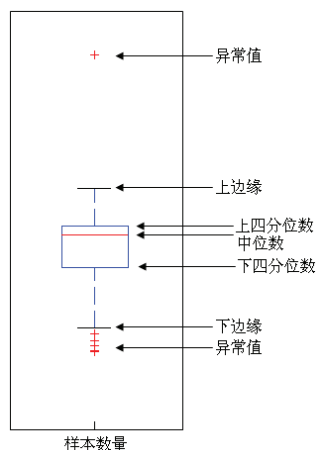 异常值
上边缘
上四分位数
中位数
下四分位数
下边缘
异常值
样本数量